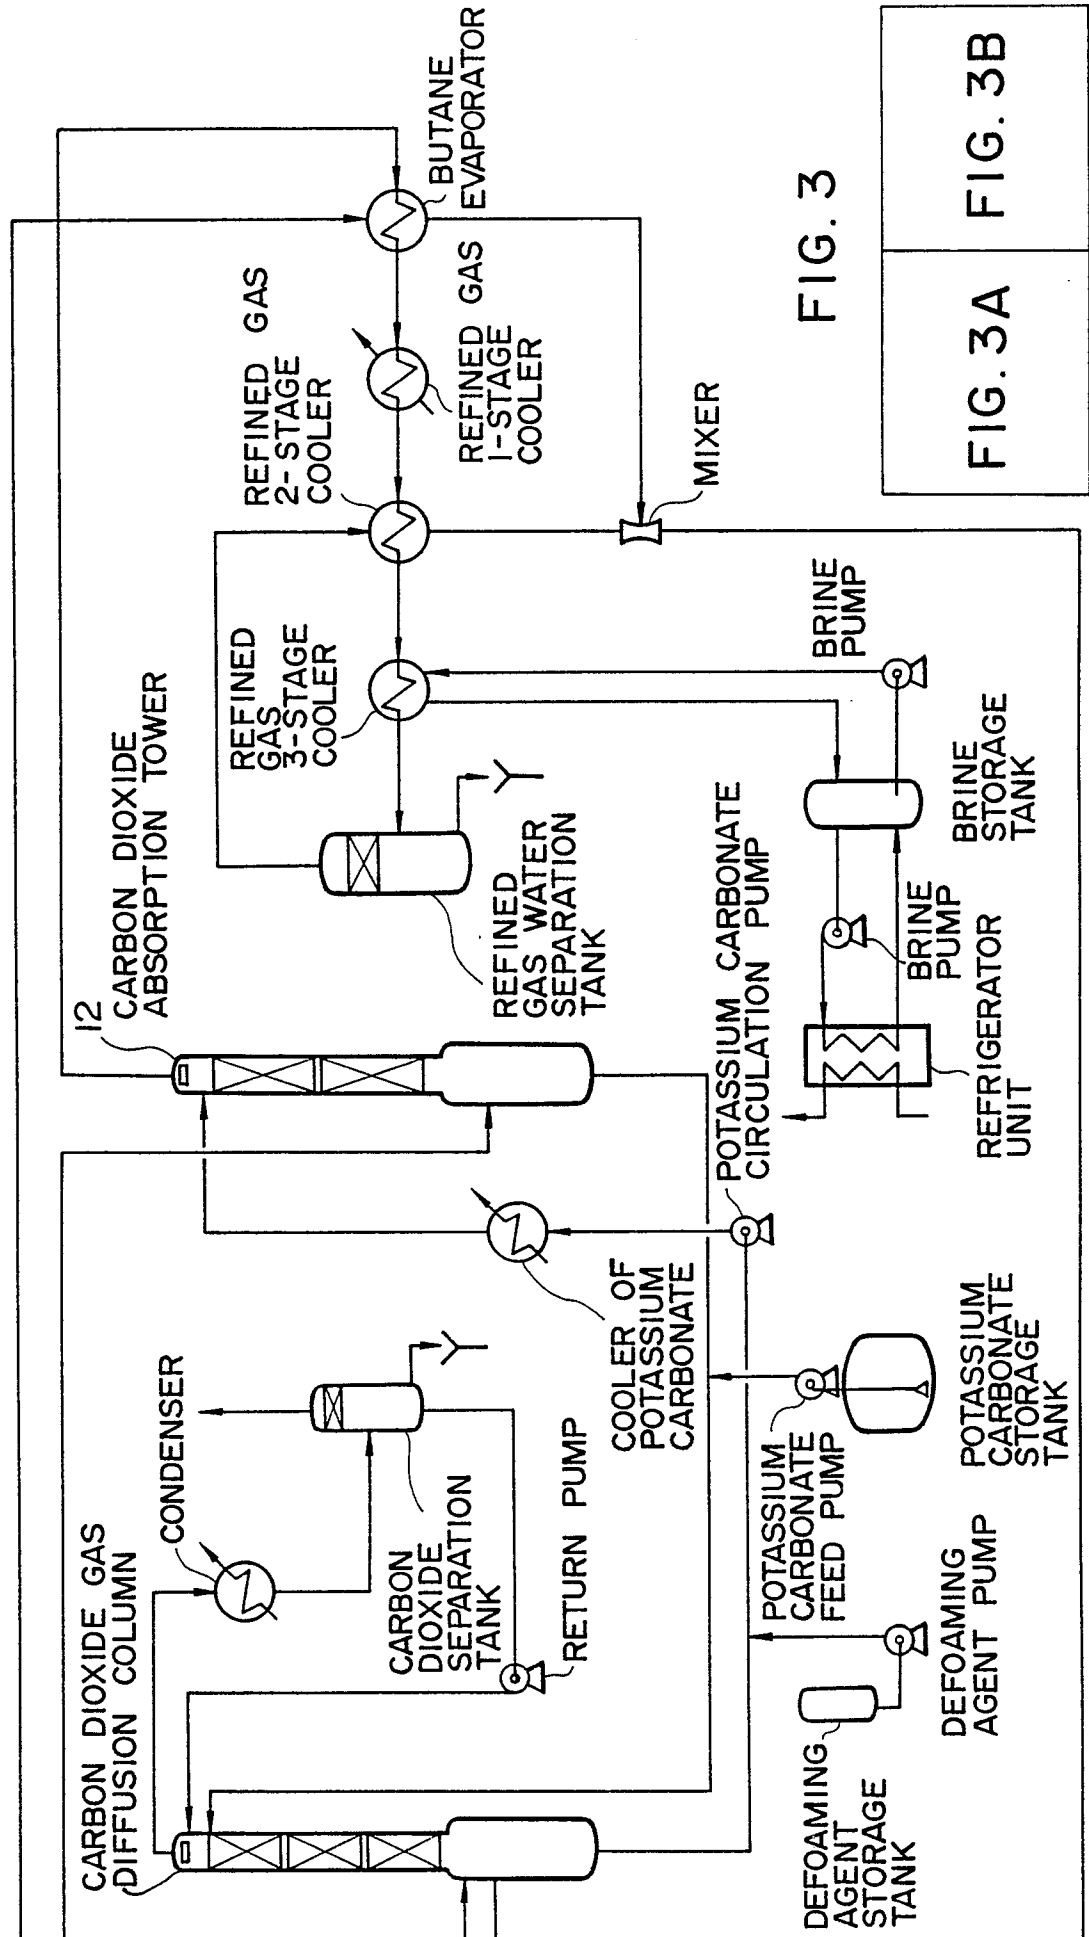 CARBON DIOXIDE GAS
DIFFUSION COLUMN
CONDENSER
CARBON
DIOXIDE
SEPARATION
TANK
RETURN PUMP
12
CARBON DIOXIDE
ABSORPTION TOWER
COOLER OF
POTASSIUM
CARBONATE
REFINED
GAS
3-STAGE
COOLER
REFINED GAS
2-STAGE
COOLER
REFINED GAS
1-STAGE
COOLER
BUTANE
EVAPORATOR
REFINED
GAS WATER
SEPARATION
TANK
MIXER
POTASSIUM CARBONATE
CIRCULATION PUMP
DEFOAMING
AGENT
STORAGE
TANK
DEFOAMING
AGENT PUMP
POTASSIUM
CARBONATE
FEED PUMP
POTASSIUM
CARBONATE
STORAGE
TANK
REFRIGERATOR
UNIT
BRINE
PUMP
BRINE
STORAGE
TANK
BRINE
PUMP
FIG. 3
FIG. 3A
FIG. 3B